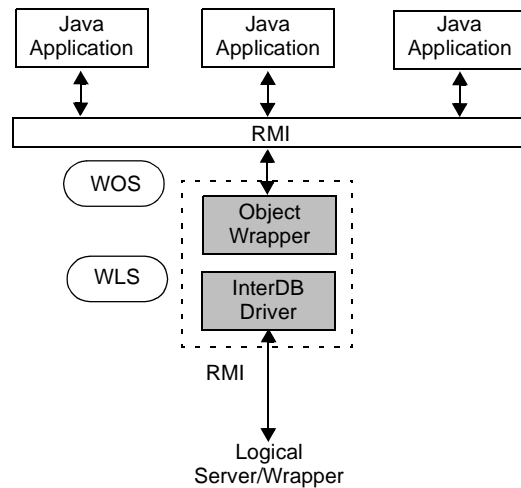 Java
Application
Java
Application
Java
Application
RMI
WOS
Object
Wrapper
WLS
InterDB
Driver
RMI
Logical
Server/Wrapper